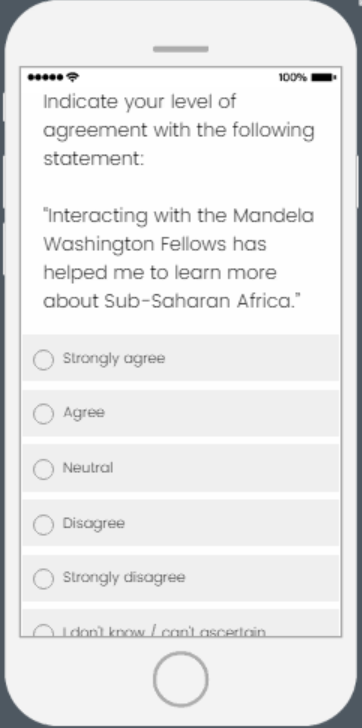 100%
Indicate your level of
agreement with the following
statement:
"Interacting with the Mandela
Washington Fellows has
helped me to learn more
about Sub-Saharan Africa."
Strongly agree
Agree
Neutral
Disagree
Strongly disagree
I don't know / can't ascertain